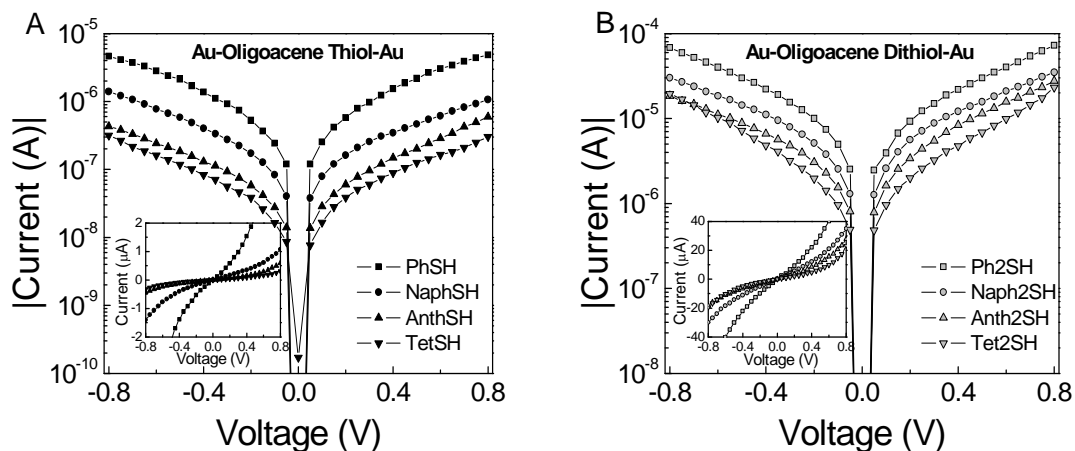 A
Au-Oligoacene Thiol-Au
|Current (A)|
10^-5
10^-6
10^-7
10^-8
10^-9
10^-10
-0.8
-0.4
0.0
0.4
0.8
Voltage (V)
PhSH
NaphSH
AnthSH
TetSH
Current (µA)
2
1
0
-1
-2
-0.8 -0.4 0.0 0.4 0.8
Voltage (V)
B
Au-Oligoacene Dithiol-Au
|Current (A)|
10^-4
10^-5
10^-6
10^-7
10^-8
-0.8
-0.4
0.0
0.4
0.8
Voltage (V)
Ph2SH
Naph2SH
Anth2SH
Tet2SH
Current (µA)
40
20
0
-20
-40
-0.8 -0.4 0.0 0.4 0.8
Voltage (V)